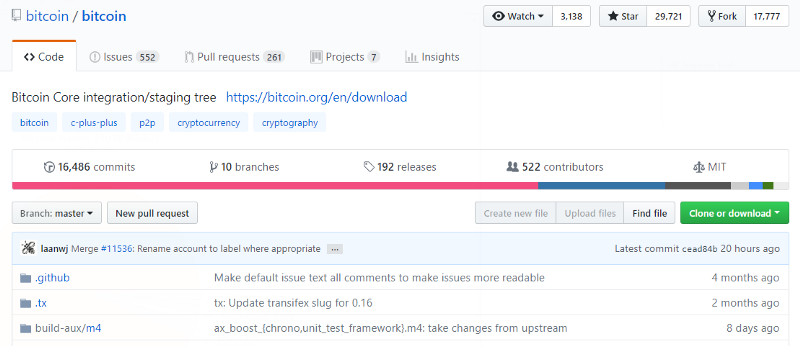 bitcoin / bitcoin Watch 3.138 Star 29,721 Fork 17,777
Code Issues 552 Pull requests 261 Projects 7 Insights
Bitcoin Core integration/staging tree https://bitcoin.org/en/download
bitcoin c-plus-plus p2p cryptocurrency cryptography
16,486 commits 10 branches 192 releases 522 contributors MIT
Branch: master New pull request Create new file Upload files Find file Clone or download
laanwj Merge #11536: Rename account to label where appropriate ... Latest commit cead84b 20 hours ago
.github Make default issue text all comments to make issues more readable 4 months ago
.tx tx: Update transifex slug for 0.16 2 months ago
build-aux/m4 ax_boost_{chrono,unit_test_framework}.m4: take changes from upstream 8 days ago